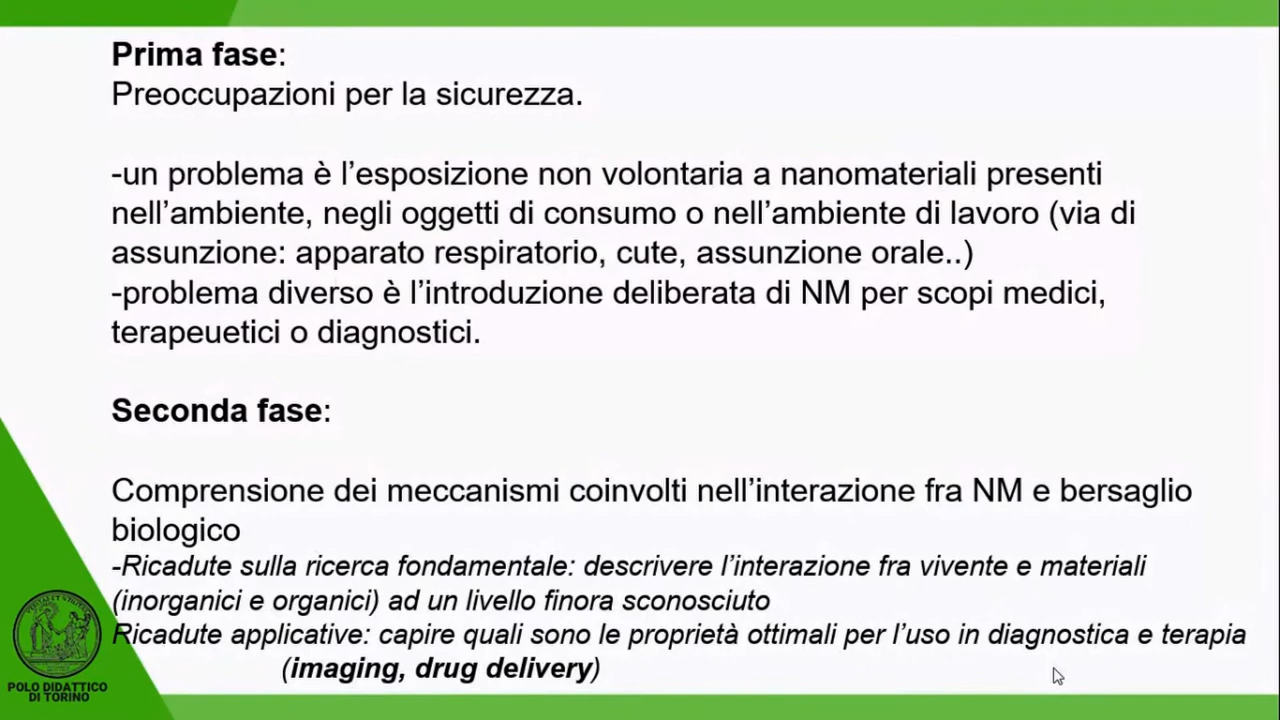 Prima fase:
Preoccupazioni per la sicurezza.
-un problema è l’esposizione non volontaria a nanomateriali presenti
nell’ambiente, negli oggetti di consumo o nell’ambiente di lavoro (via di
assunzione: apparato respiratorio, cute, assunzione orale..)
-problema diverso è l’introduzione deliberata di NM per scopi medici,
terapeuetici o diagnostici.
Seconda fase:
Comprensione dei meccanismi coinvolti nell’interazione fra NM e bersaglio
biologico
-Ricadute sulla ricerca fondamentale: descrivere l’interazione fra vivente e materiali
(inorganici e organici) ad un livello finora sconosciuto
Ricadute applicative: capire quali sono le proprietà ottimali per l’uso in diagnostica e terapia
(imaging, drug delivery)
POLO DIDATTICO
DI TORINO